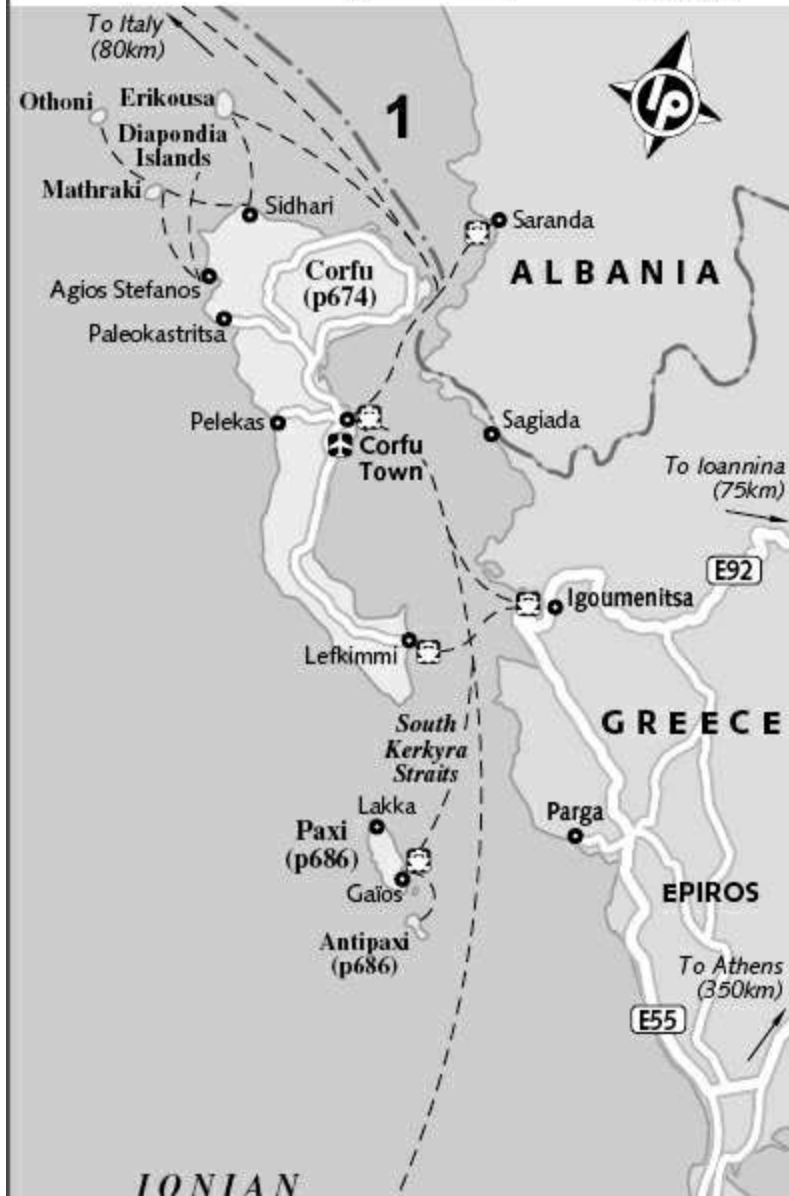 To Italy
(80km)
Othoni
Erikousa
1
lp
Diapondia
Islands
Mathraki
Sidhari
Saranda
Corfu
(p674)
ALBANIA
Agios Stefanos
Paleokastritsa
Pelekas
Corfu
Town
Sagiada
To Ioannina
(75km)
E92
Igoumenitsa
Lefkimmi
South
Kerkyra
Straits
GREECE
Lakka
Paxi
(p686)
Parga
Gaïos
EPIROS
Antipaxi
(p686)
To Athens
(350km)
E55
IONIAN